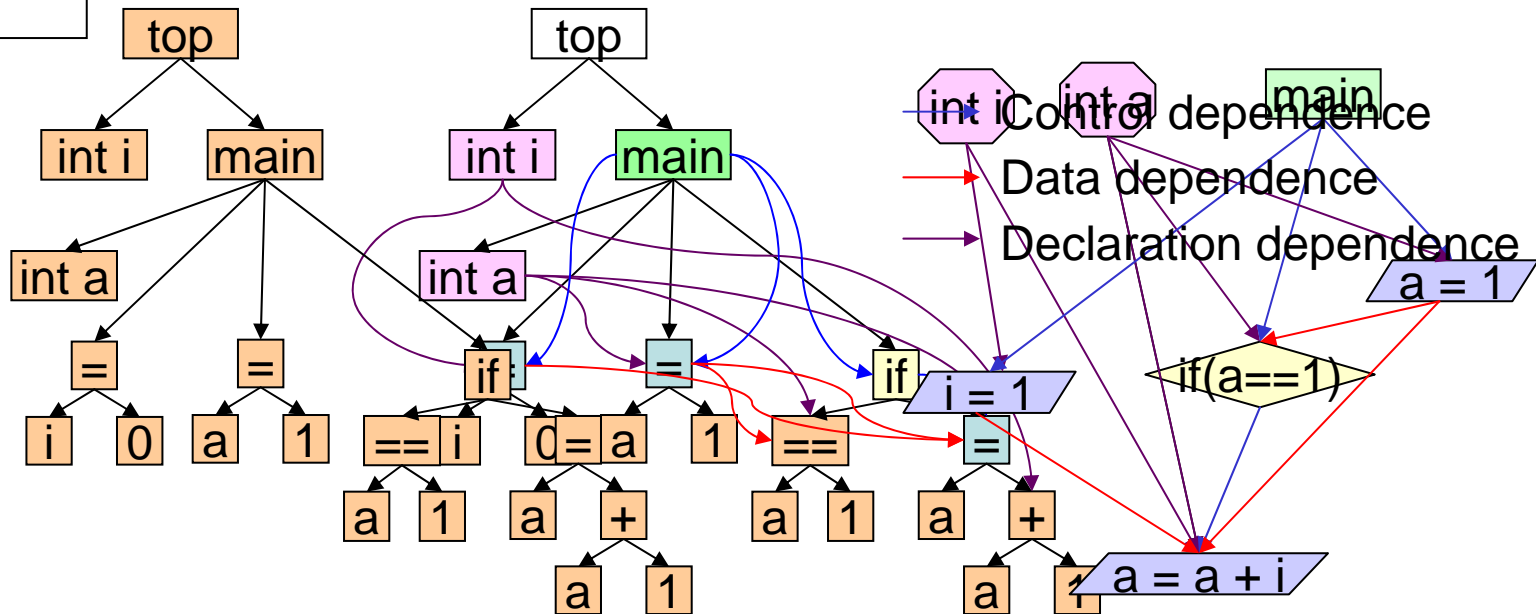 top
top
int i
int a
main
Control dependence
int i
main
int i
main
Data dependence
Declaration dependence
int a
int a
a = 1
=
=
if
=
=
if
i = 1
if(a==1)
i
0
a
1
==
i
0
=
a
1
==
=
a
1
a
+
a
1
a
+
a
1
a
1
a = a + i